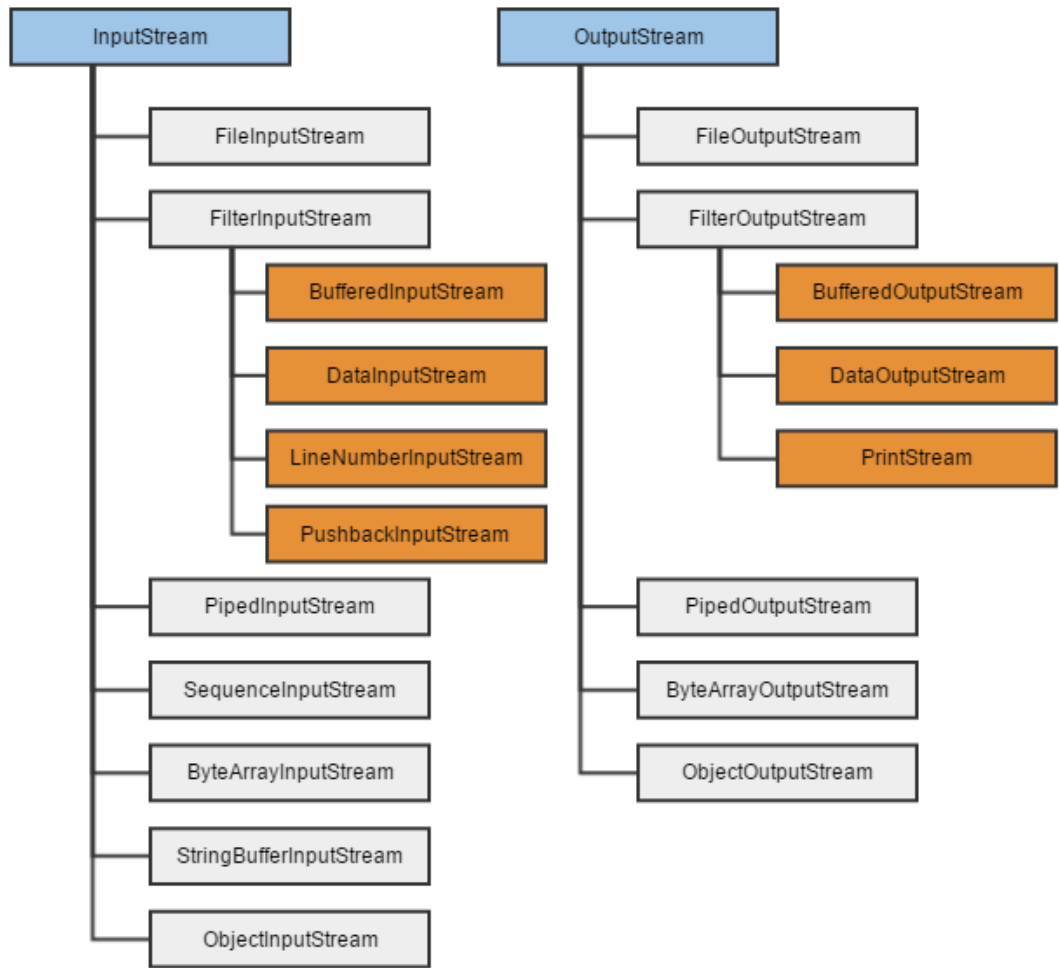 InputStream
FileInputStream
FilterInputStream
BufferedInputStream
DataInputStream
LineNumberInputStream
PushbackInputStream
PipedInputStream
SequenceInputStream
ByteArrayInputStream
StringBufferInputStream
ObjectInputStream
OutputStream
FileOutputStream
FilterOutputStream
BufferedOutputStream
DataOutputStream
PrintStream
PipedOutputStream
ByteArrayOutputStream
ObjectOutputStream